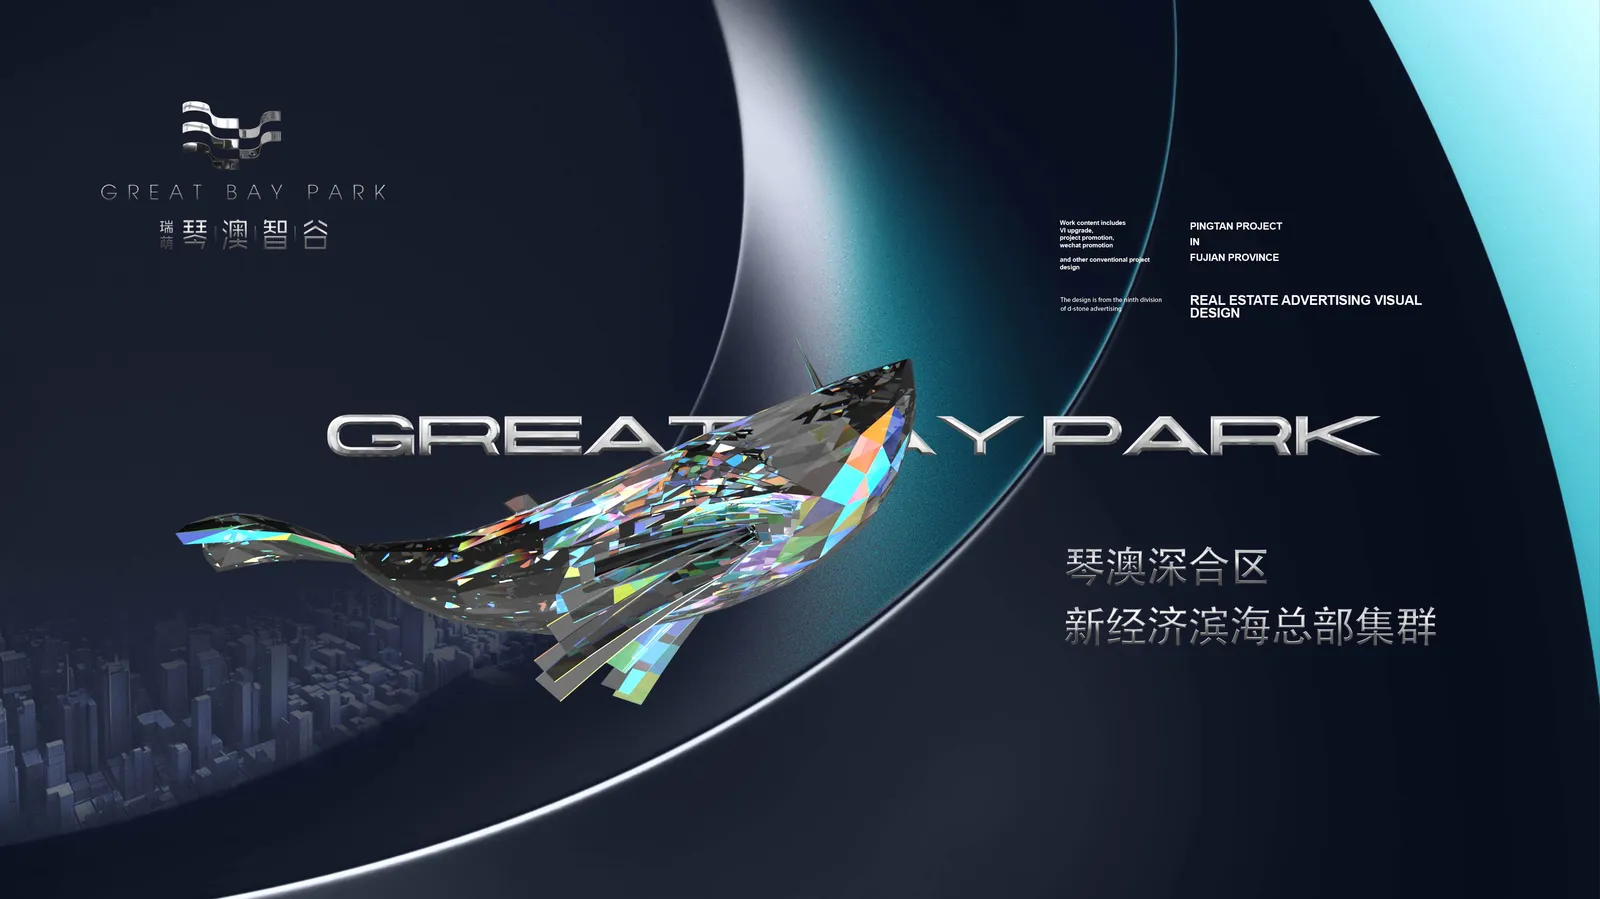 GREAT BAY PARK
瑞萌 琴澳智谷
Work content includes
VI upgrade,
project promotion,
wechat promotion
and other conventional project
design
The design is from the ninth division
of d-stone advertising
PINGTAN PROJECT
IN
FUJIAN PROVINCE
REAL ESTATE ADVERTISING VISUAL
DESIGN
GREAT BAY PARK
琴澳深合区
新经济滨海总部集群